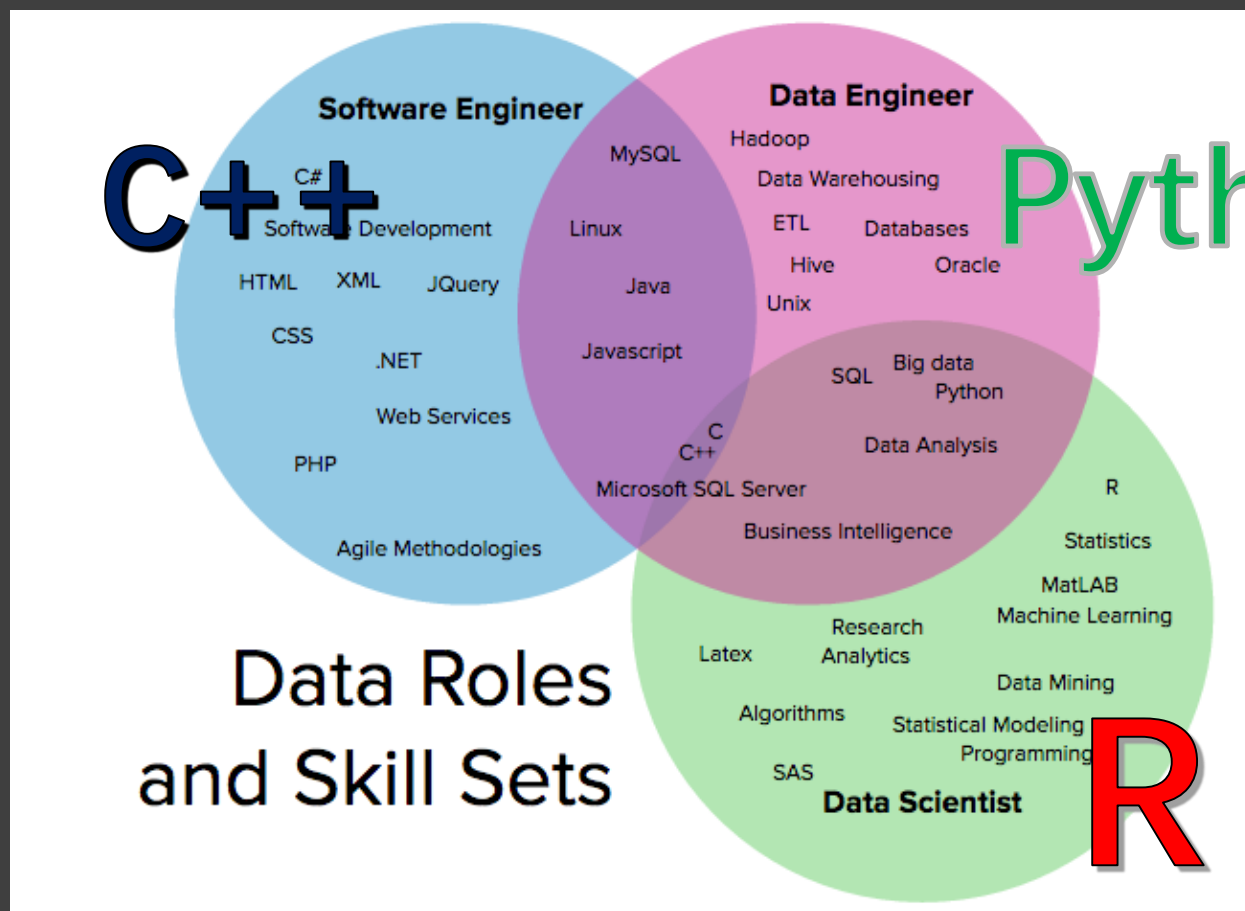 Software Engineer
C++
C#
Software Development
HTML
XML
JQuery
CSS
.NET
Web Services
PHP
Agile Methodologies
MySQL
Linux
Java
Javascript
C
C++
Microsoft SQL Server
Data Engineer
Hadoop
Data Warehousing
ETL
Databases
Hive
Oracle
Unix
Pyth
SQL
Big data
Python
Data Analysis
Business Intelligence
R
Statistics
MatLAB
Machine Learning
Research
Analytics
Latex
Data Mining
Algorithms
Statistical Modeling
Programming
SAS
Data Scientist
R
Data Roles
and Skill Sets